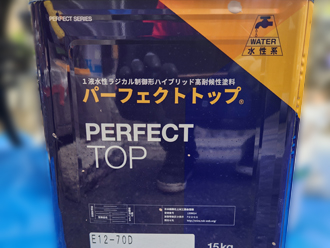 PERFECT SERIES
WATER
水性系
1液水性ラジカル制御形ハイブリッド高耐候性塗料
パーフェクトトップ®
PERFECT
TOP
E12-70D
15kg